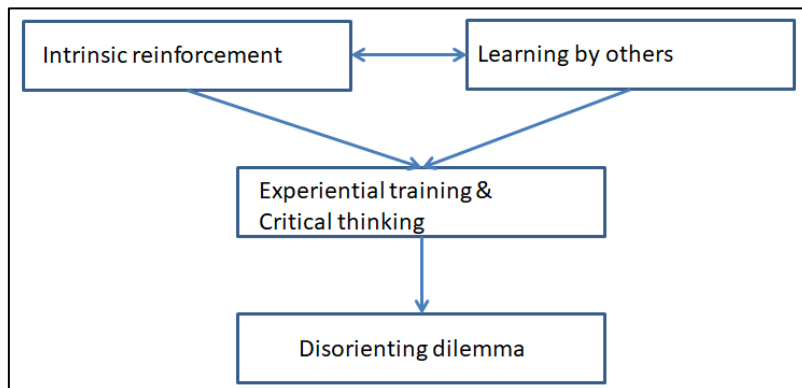 Intrinsic reinforcement
Learning by others
Experiential training &
Critical thinking
Disorienting dilemma